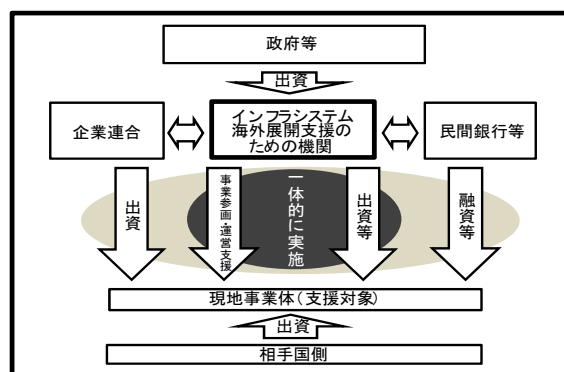 政府等
出資
企業連合
インフラシステム
海外展開支援の
ための機関
民間銀行等
出資
事業参画・運営支援
一体的に実施
出資等
融資等
現地事業体（支援対象）
出資
相手国側